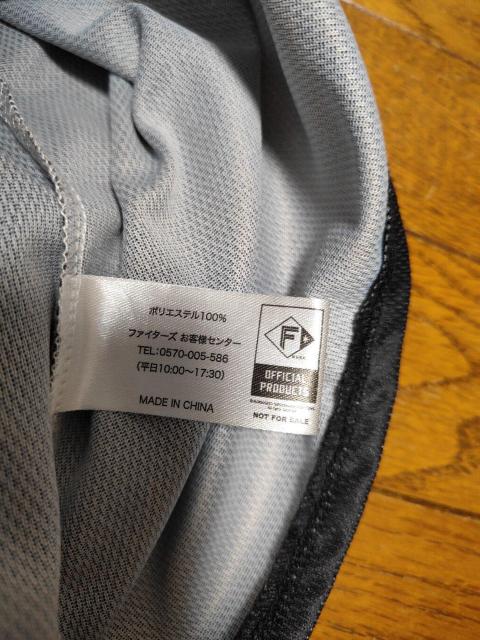 ポリエステル100%
ファイターズ お客様センター
TEL:0570-005-586
(平日10:00〜17:30)
MADE IN CHINA
F
OFFICIAL
PRODUCTS
NOT FOR SALE